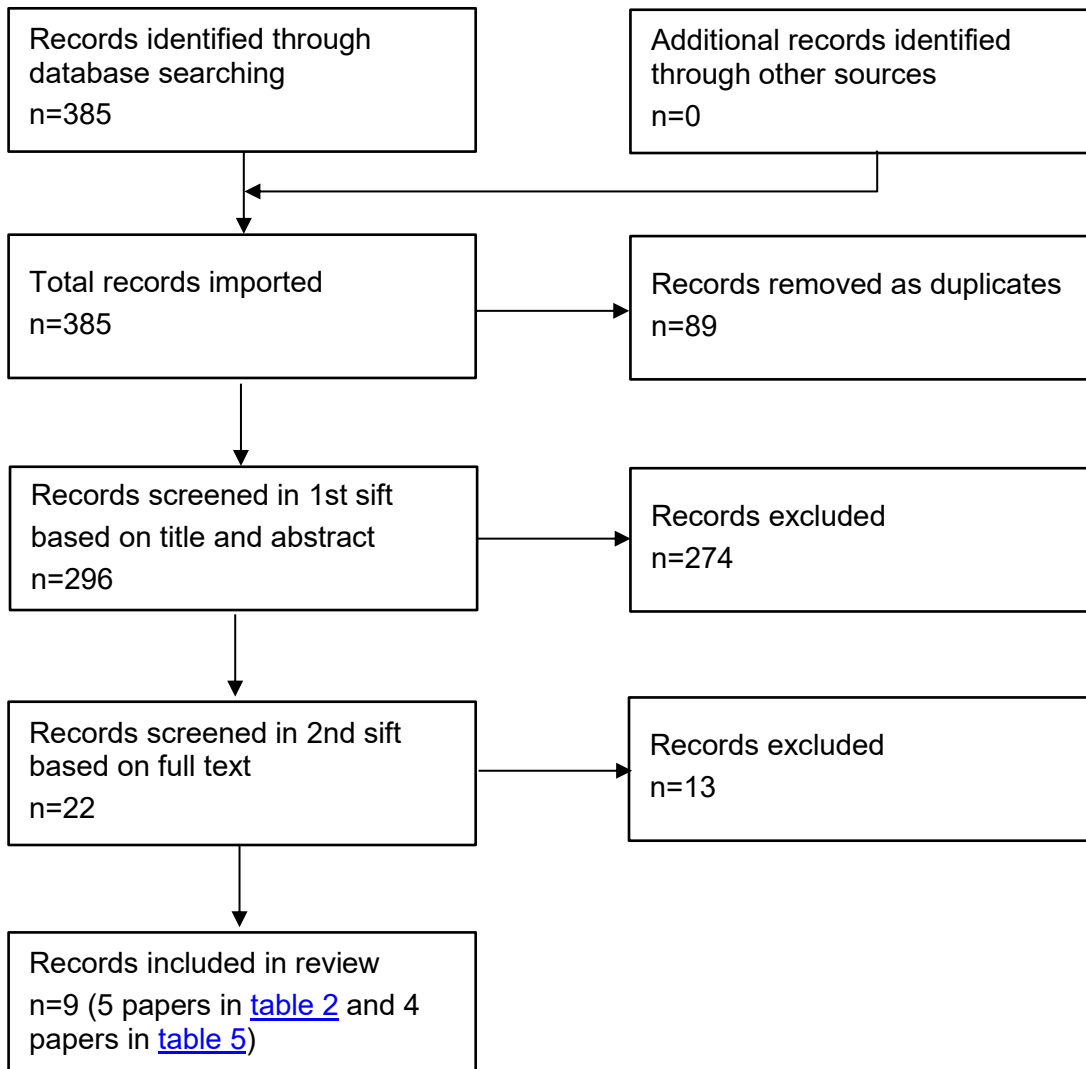 Records identified through
database searching
n=385
Additional records identified
through other sources
n=0
Total records imported
n=385
Records removed as duplicates
n=89
Records screened in 1st sift
based on title and abstract
n=296
Records excluded
n=274
Records screened in 2nd sift
based on full text
n=22
Records excluded
n=13
Records included in review
n=9 (5 papers in table 2 and 4
papers in table 5)